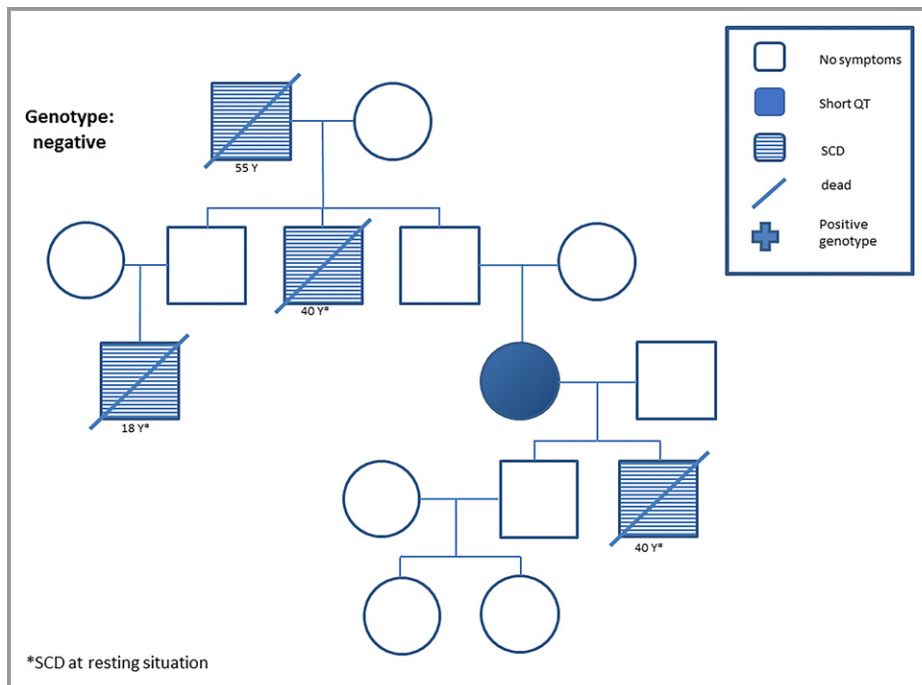 Genotype:
negative
55 Y
40 Y*
18 Y*
40 Y*
No symptoms
Short QT
SCD
dead
Positive
genotype
*SCD at resting situation